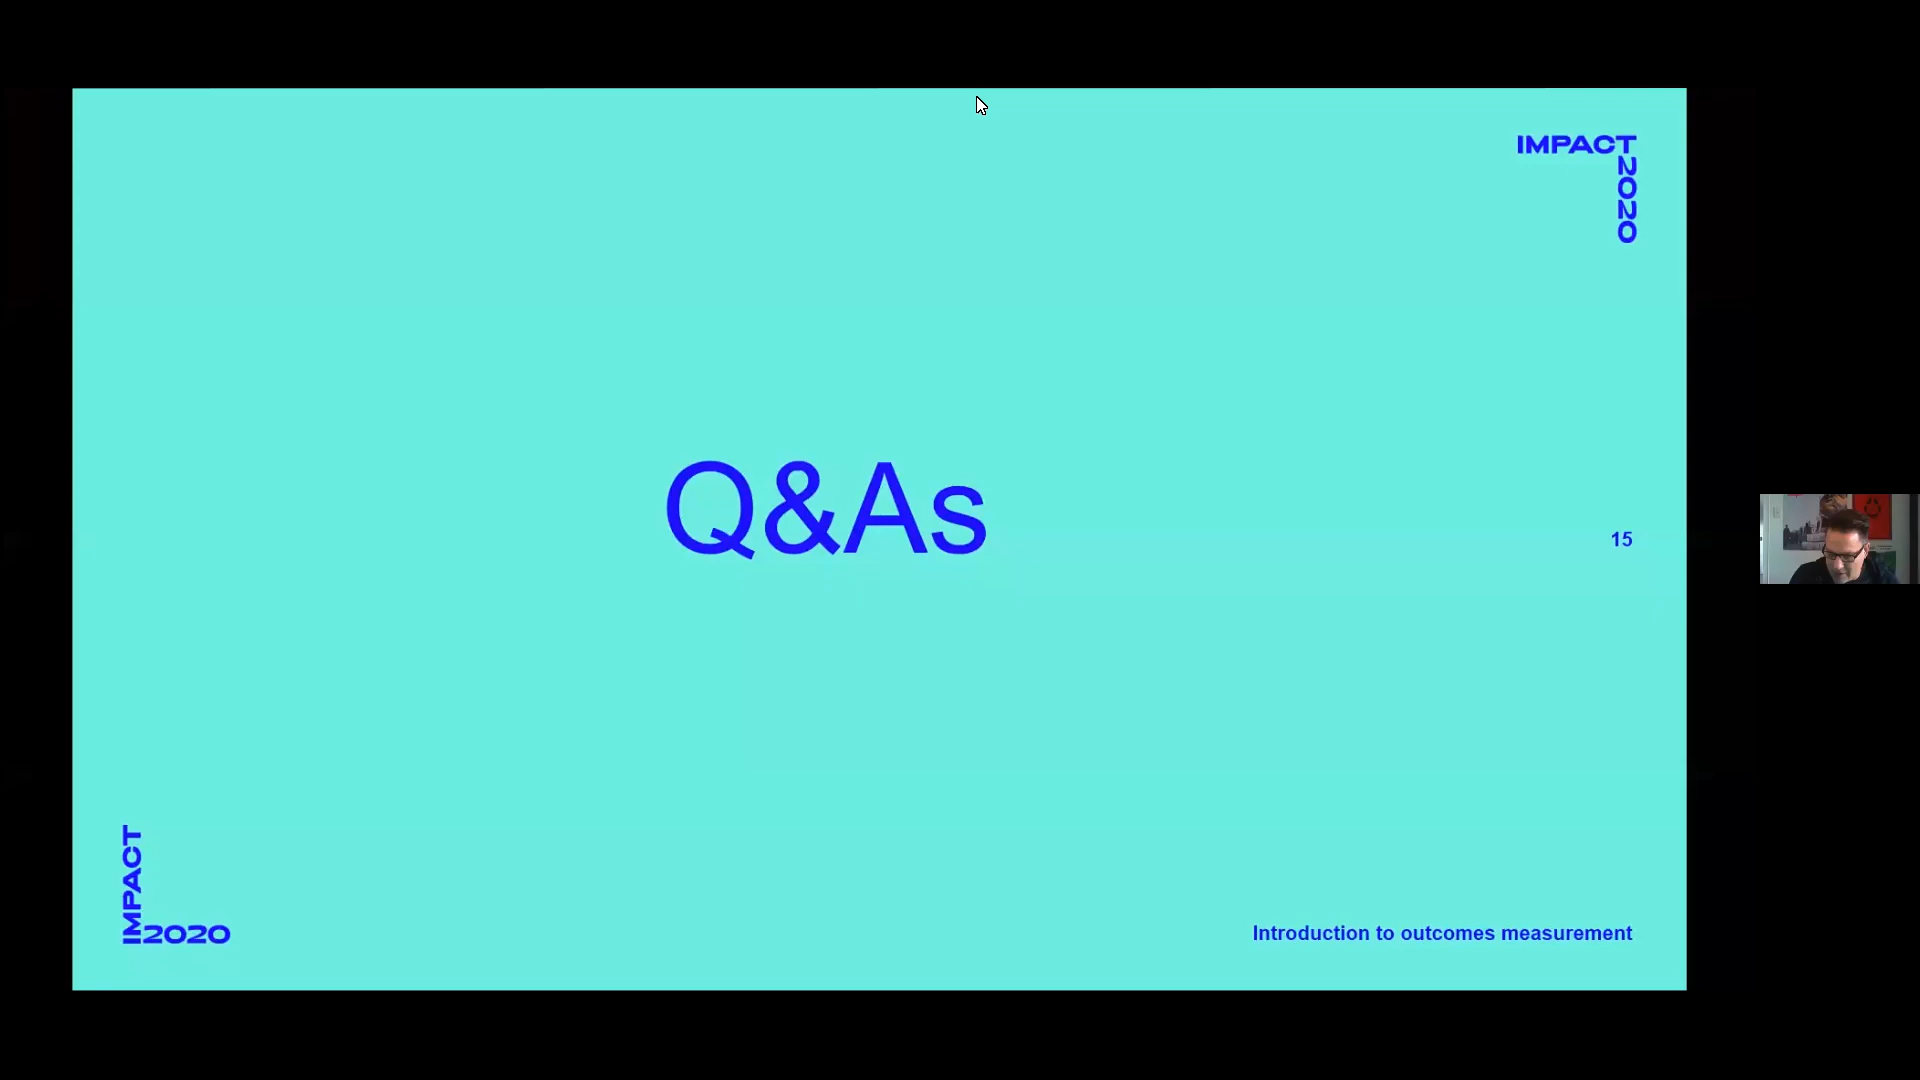 IMPACT
2020
Q&As
15
IMPACT
2020
Introduction to outcomes measurement